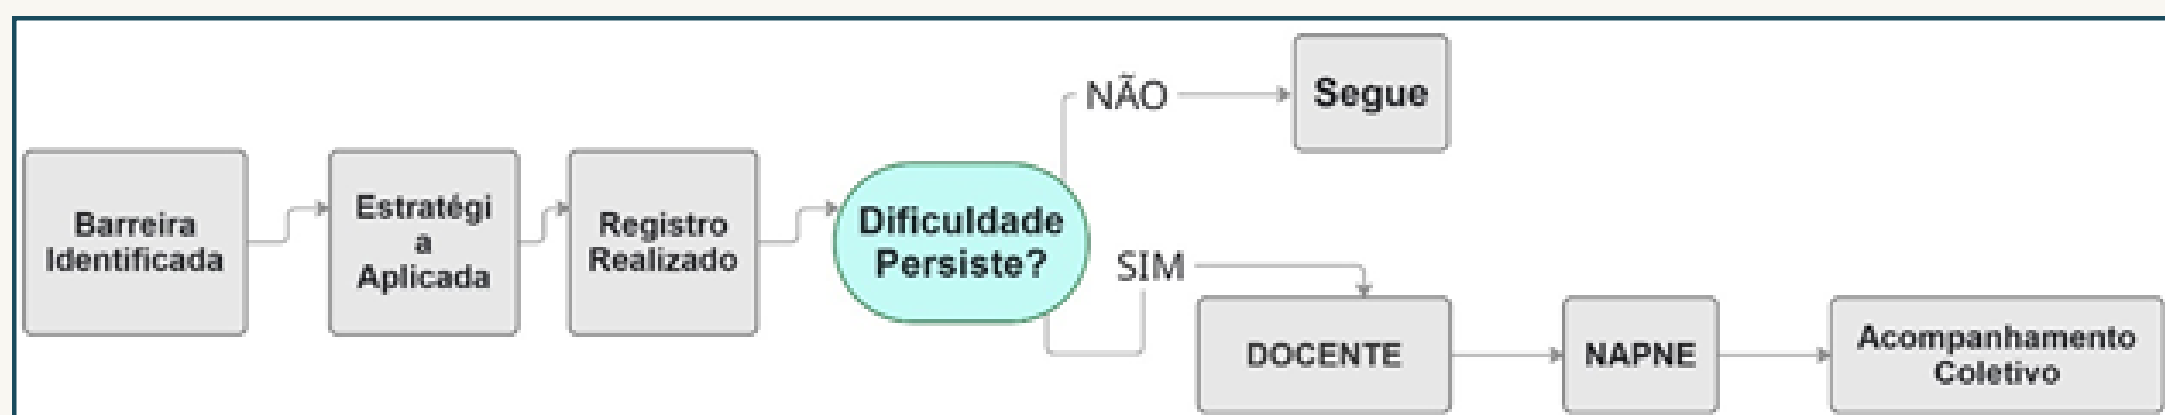 Barreira
Identificada
Estratégi
a
Aplicada
Registro
Realizado
Dificuldade
Persiste?
NÃO
Segue
SIM
DOCENTE
NAPNE
Acompanhamento
Coletivo